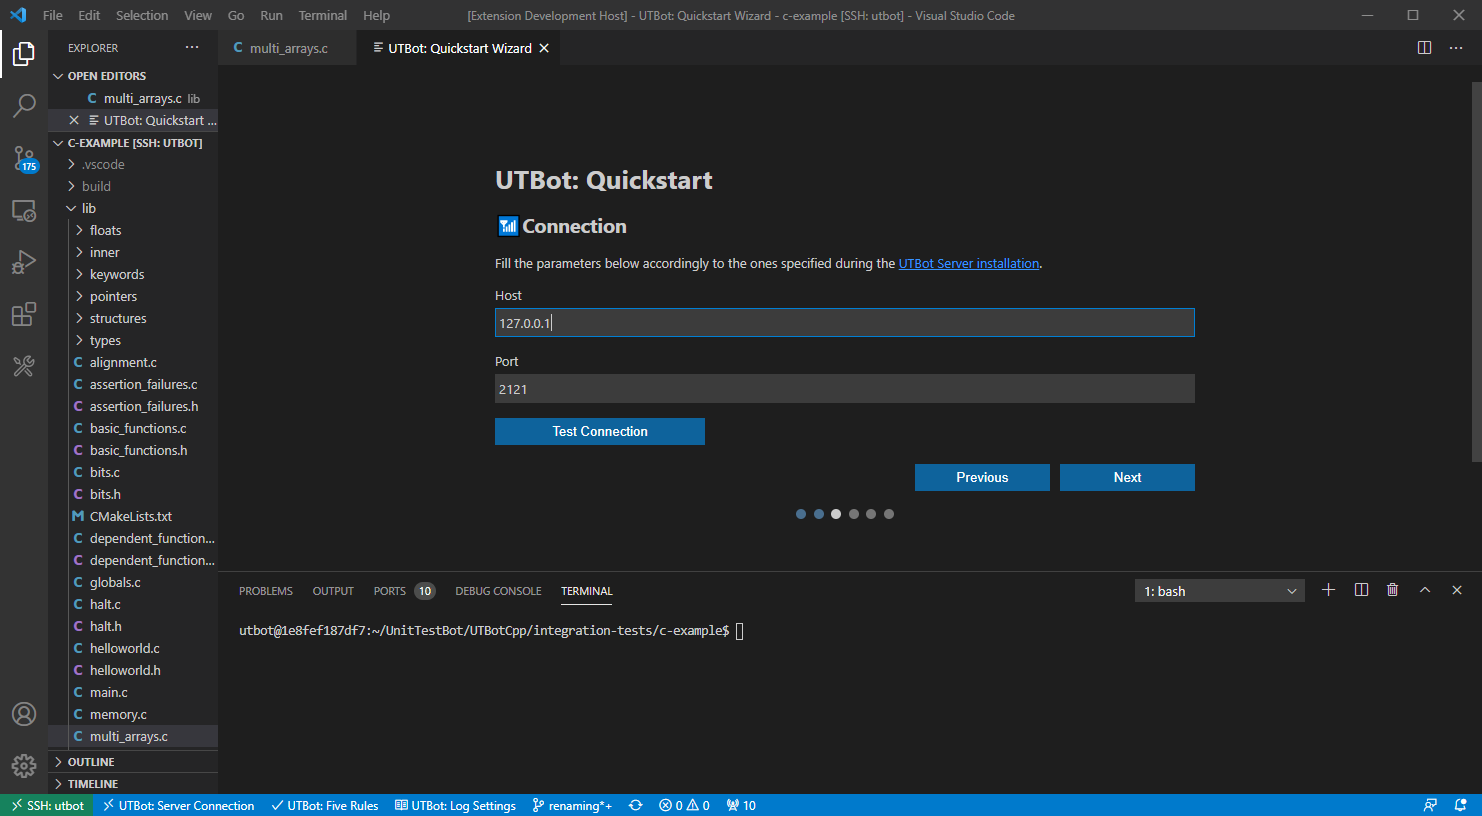 File Edit Selection View Go Run Terminal Help
[Extension Development Host] - UTBot: Quickstart Wizard - c-example [SSH: utbot] - Visual Studio Code
EXPLORER
OPEN EDITORS
multi_arrays.c lib
UTBot: Quickstart ...
C-EXAMPLE [SSH: UTBOT]
.vscode
build
lib
floats
inner
keywords
pointers
structures
types
C alignment.c
C assertion_failures.c
C assertion_failures.h
C basic_functions.c
C basic_functions.h
C bits.c
C bits.h
M CMakeLists.txt
C dependent_function...
C dependent_function...
C globals.c
C halt.c
C halt.h
C helloworld.c
C helloworld.h
C main.c
C memory.c
C multi_arrays.c
OUTLINE
TIMELINE
175
C multi_arrays.c
UTBot: Quickstart Wizard
UTBot: Quickstart
Connection
Fill the parameters below accordingly to the ones specified during the UTBot Server installation.
Host
127.0.0.1
Port
2121
Test Connection
Previous Next
PROBLEMS OUTPUT PORTS 10 DEBUG CONSOLE TERMINAL
1: bash
utbot@1e8fef187df7:~/UnitTestBot/UTBotCpp/integration-tests/c-example$
SSH: utbot UTBot: Server Connection UTBot: Five Rules UTBot: Log Settings renaming*+ 0 0 10